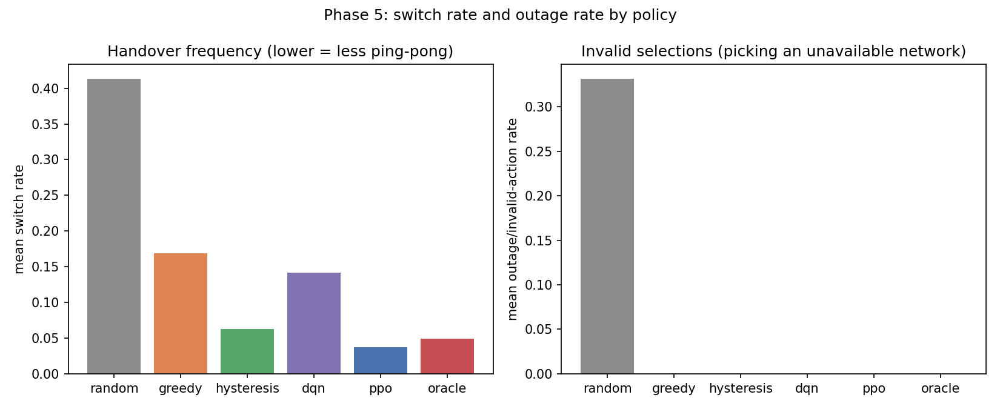 Phase 5: switch rate and outage rate by policy
Handover frequency (lower = less ping-pong)
mean switch rate
0.40
0.35
0.30
0.25
0.20
0.15
0.10
0.05
0.00
random greedy hysteresis dqn ppo oracle
Invalid selections (picking an unavailable network)
mean outage/invalid-action rate
0.30
0.25
0.20
0.15
0.10
0.05
0.00
random greedy hysteresis dqn ppo oracle